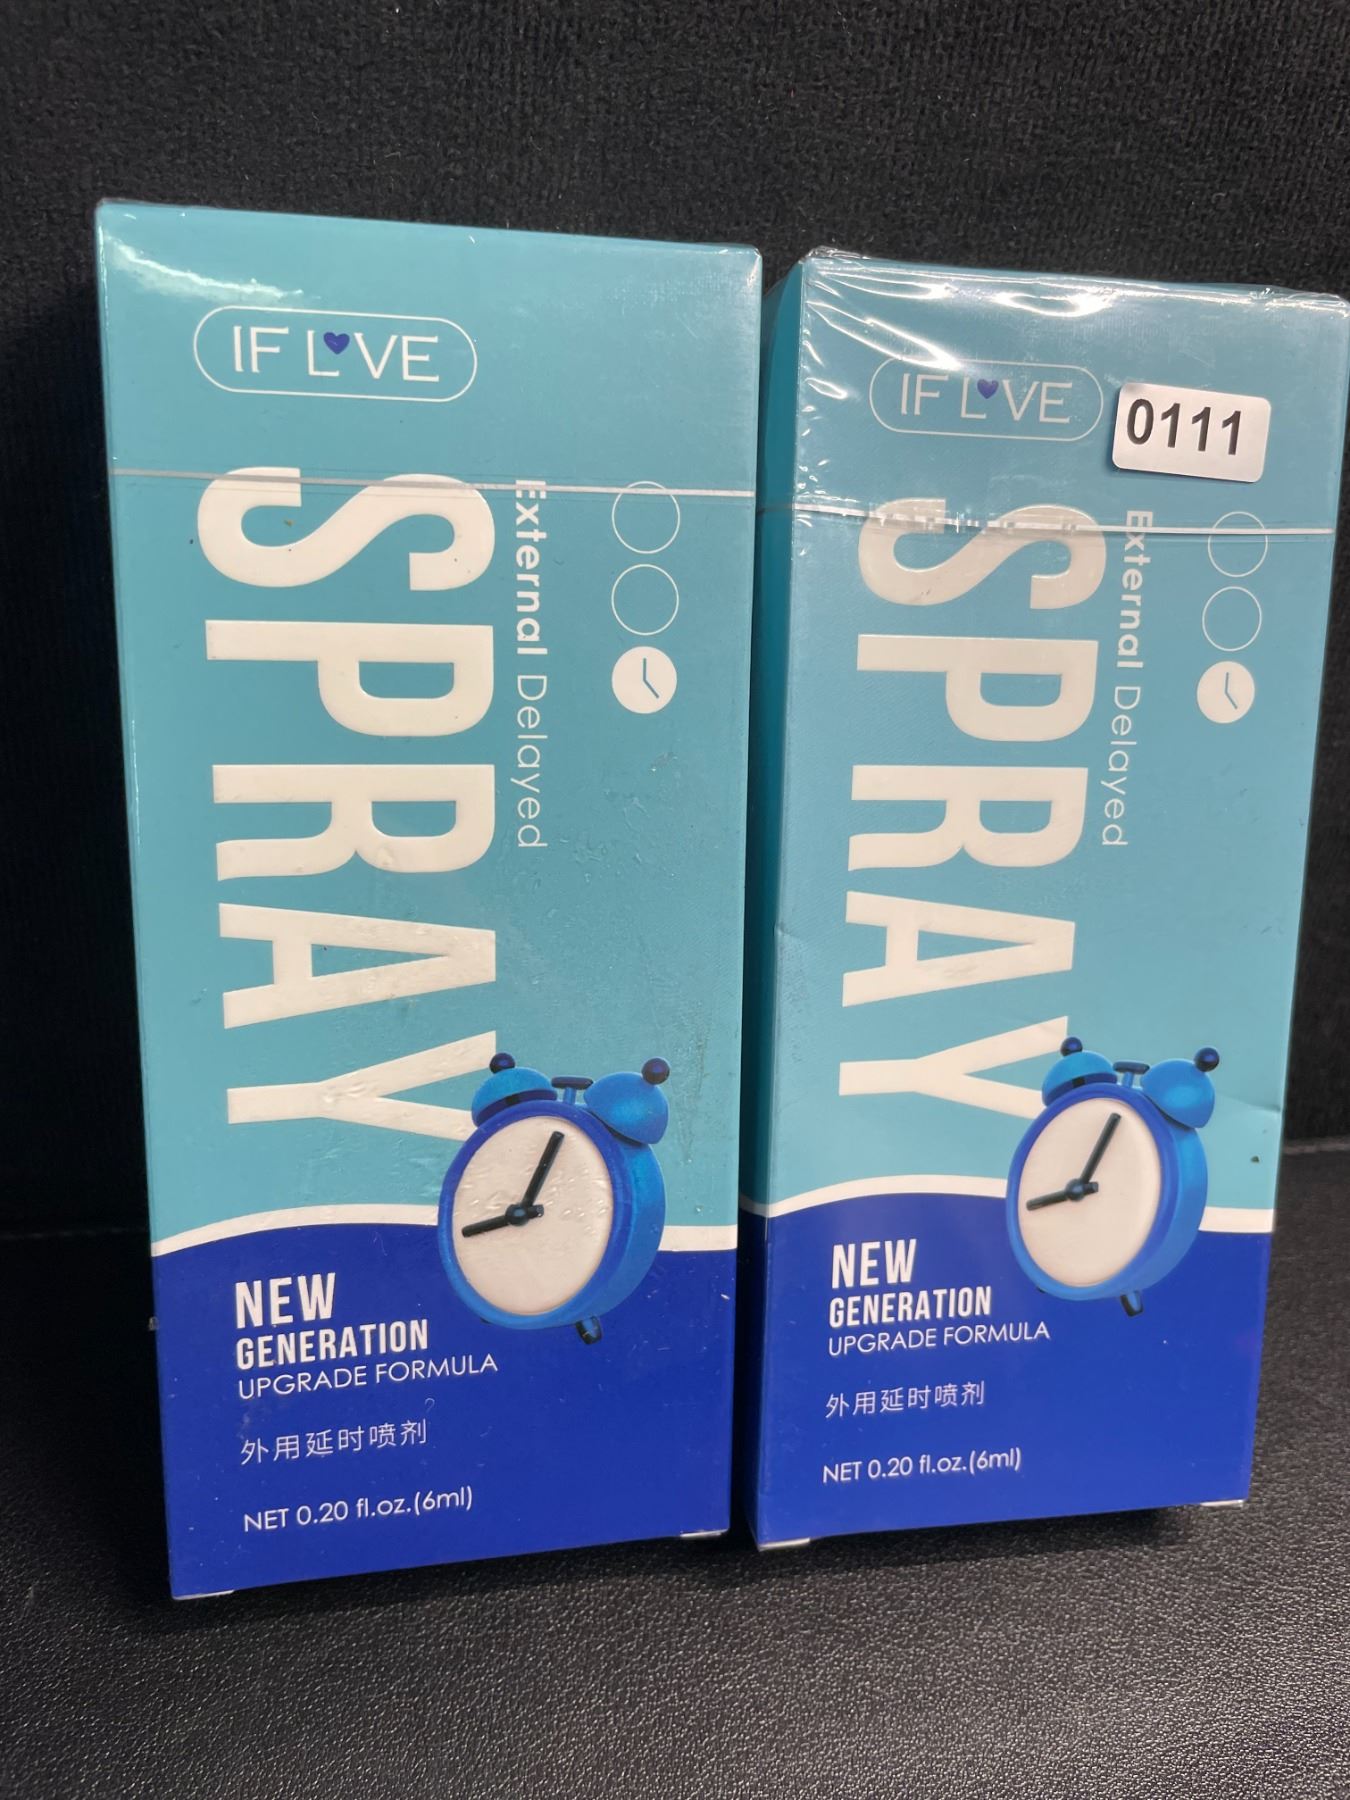 IF LOVE
SPRAY
External Delayed
NEW
GENERATION
UPGRADE FORMULA
外用延时喷剂
NET 0.20 fl.oz.(6ml)
IF LOVE
0111
SPRAY
External Delayed
NEW
GENERATION
UPGRADE FORMULA
外用延时喷剂
NET 0.20 fl.oz.(6ml)